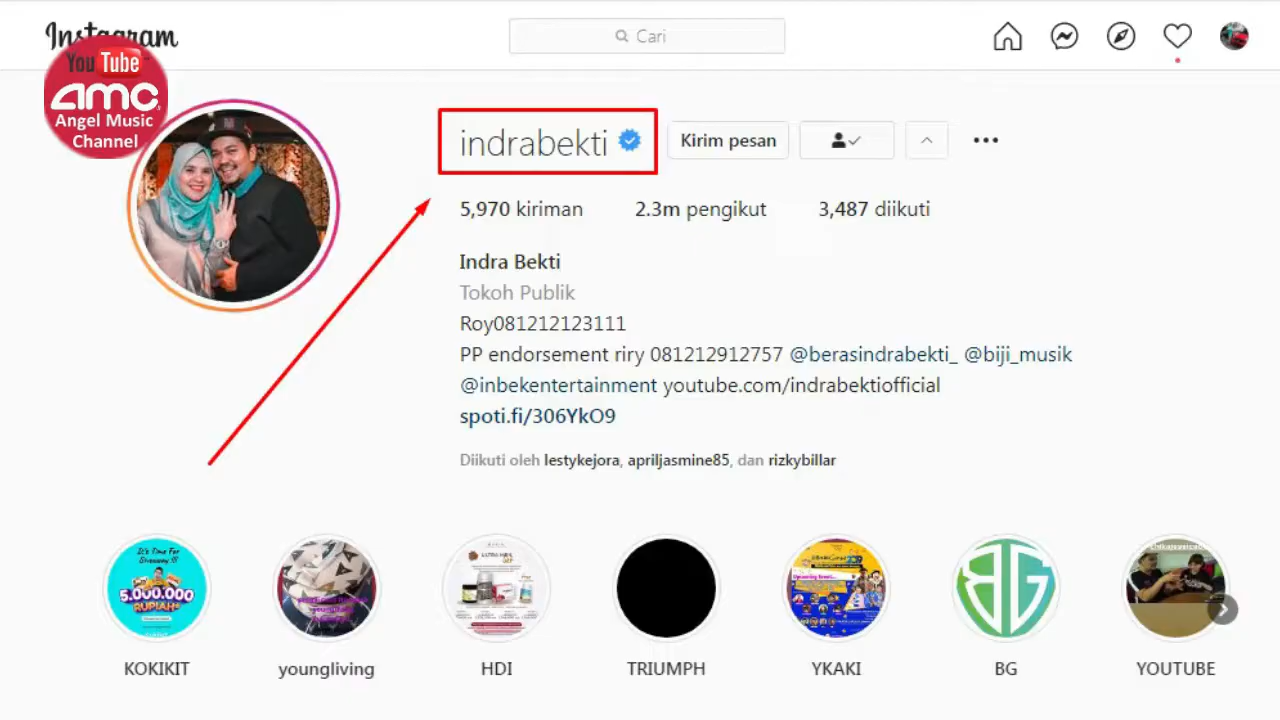 Instagram
Cari
You Tube
AMC
Angel Music
Channel
indrabekti
Kirim pesan
5,970 kiriman 2.3m pengikut 3,487 diikuti
Indra Bekti
Tokoh Publik
Roy081212123111
PP endorsement riry 081212912757 @berasindrabekti_ @biji_musik
@inbekentertainment youtube.com/indrabektiofficial
spoti.fi/306YkO9
Diikuti oleh lestykejora, apriljasmine85, dan rizkybillar
It's Time For
Giveaway !!!
5.000.000
RUPIAH
BG
KOKIKIT youngliving HDI TRIUMPH YKAKI BG YOUTUBE